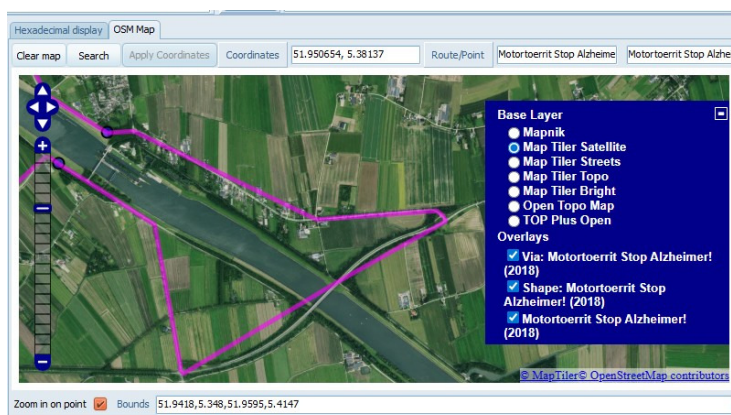 Hexadecimal display OSM Map
Clear map Search Apply Coordinates Coordinates 51.950654, 5.38137 Route/Point Motortoerrit Stop Alzheime Motortoerrit Stop Alzhe
Base Layer
Mapnik
Map Tiler Satellite
Map Tiler Streets
Map Tiler Topo
Map Tiler Bright
Open Topo Map
TOP Plus Open
Overlays
Via: Motortoerrit Stop Alzheimer!
(2018)
Shape: Motortoerrit Stop
Alzheimer! (2018)
Motortoerrit Stop Alzheimer!
(2018)
© MapTiler© OpenStreetMap contributors
Zoom in on point Bounds 51.9418,5.348,51.9595,5.4147